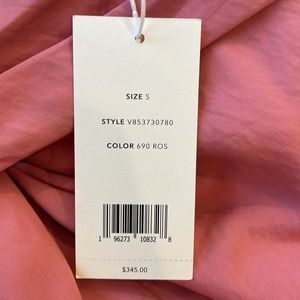 SIZE S
STYLE V853730780
COLOR 690 ROS
1 96273 10832 8
$345.00